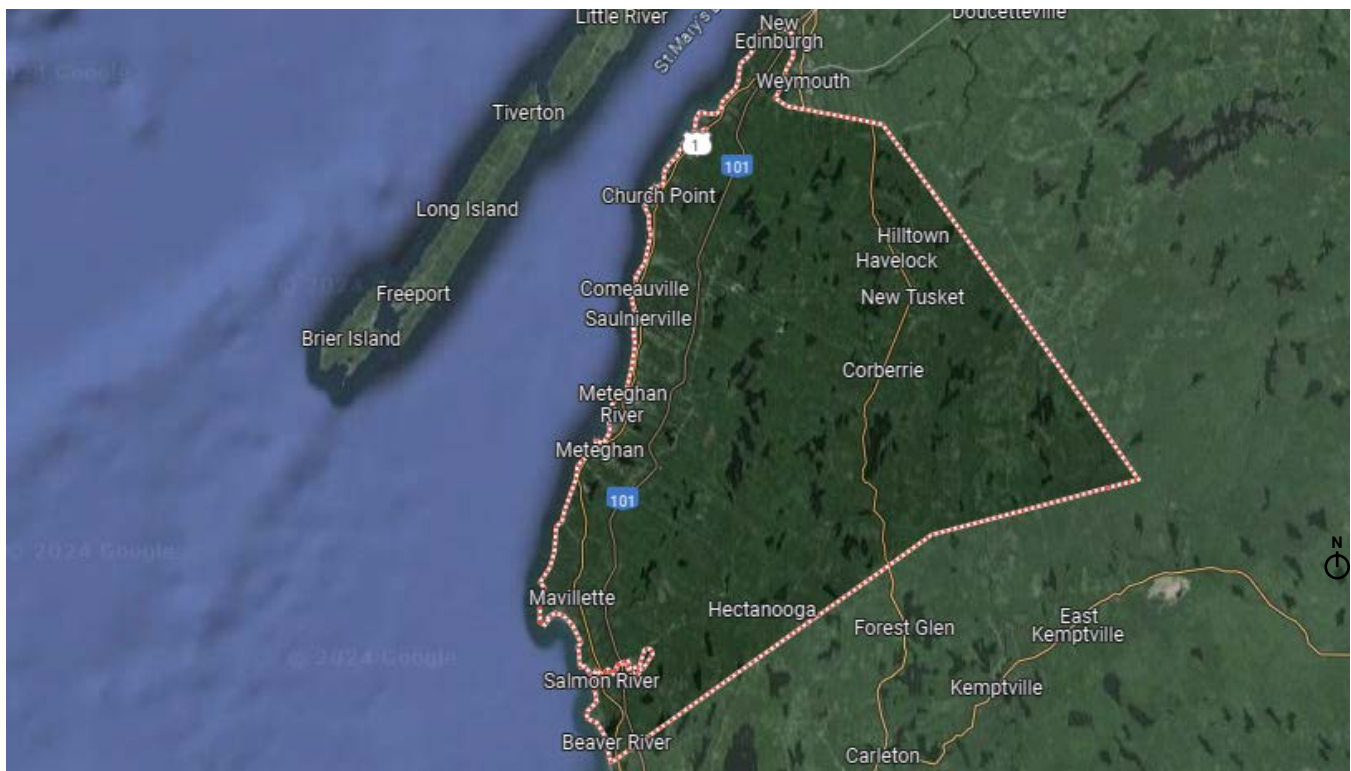 Little River
Doucetteville
New
Edinburgh
St. Mary's
Weymouth
Tiverton
1
101
Church Point
Long Island
Hilltown
Havelock
Comeauville
Freeport
New Tusket
Saulnierville
Brier Island
Corberrie
Meteghan
River
Meteghan
101
© 2024 Google
N
Mavillette
Hectanooga
East
Kemptville
Forest Glen
© 2024 Google
Salmon River
Kemptville
Beaver River
Carleton